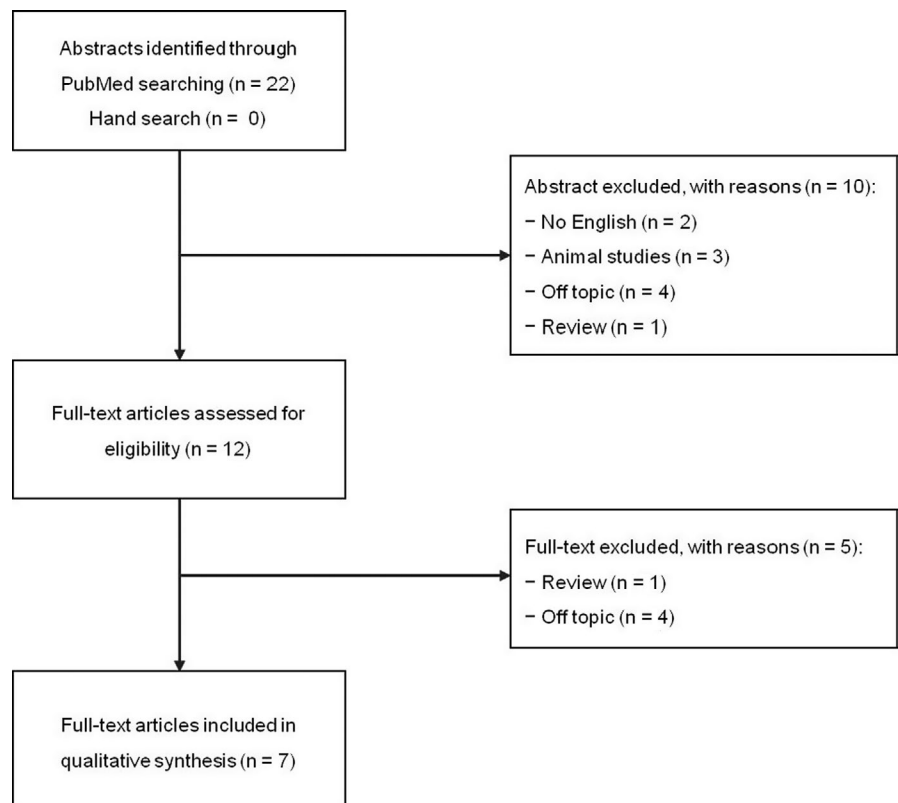 Abstracts identified through
PubMed searching (n = 22)
Hand search (n = 0)
Abstract excluded, with reasons (n = 10):
− No English (n = 2)
− Animal studies (n = 3)
− Off topic (n = 4)
− Review (n = 1)
Full-text articles assessed for
eligibility (n = 12)
Full-text excluded, with reasons (n = 5):
− Review (n = 1)
− Off topic (n = 4)
Full-text articles included in
qualitative synthesis (n = 7)